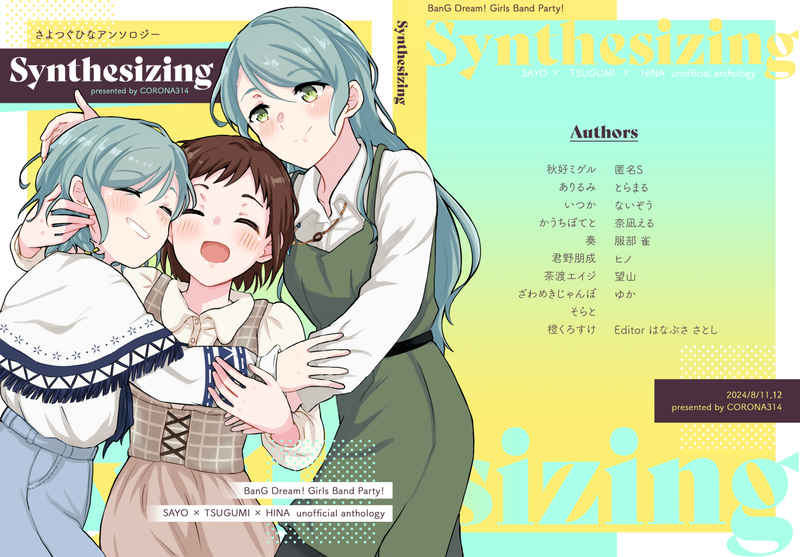 さよつぐひなアンソロジー
Synthesizing
presented by CORONA314
BanG Dream! Girls Band Party!
SAYO × TSUGUMI × HINA unofficial anthology
Synthesizing
BanG Dream! Girls Band Party!
Synthesizing
SAYO × TSUGUMI × HINA unofficial anthology
Authors
秋好ミゲル 匿名S
ありるみ とらまる
いつか ないぞう
かうちぽてと 奈凪える
奏 服部 雀
君野朋成 ヒノ
茶渡エイジ 望山
ざわめきじゃんぼ ゆか
そらと
橙くろすけ Editor はなぶさ さとし
2024/8/11,12
presented by CORONA314
sizing